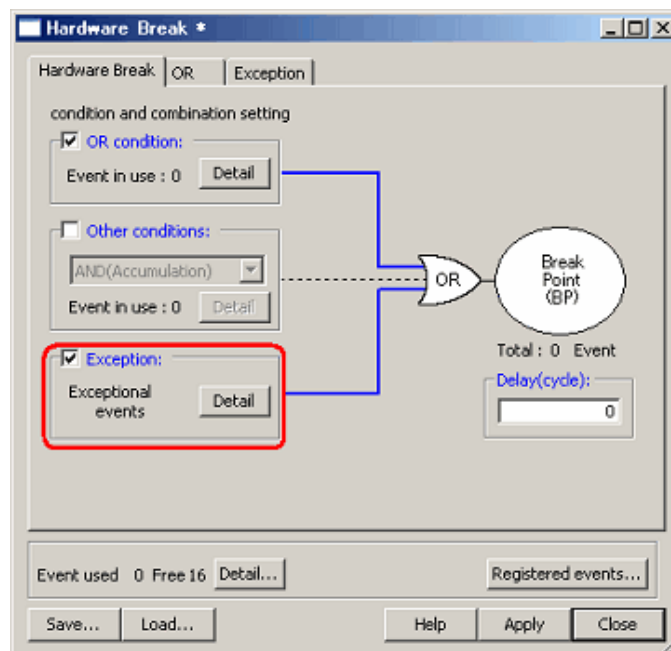 Hardware Break *
Hardware Break OR Exception
condition and combination setting
OR condition:
Event in use : 0 Detail
Other conditions:
AND(Accumulation)
Event in use : 0 Detail
Exception:
Exceptional
events
Detail
OR
Break
Point
(BP)
Total : 0 Event
Delay(cycle):
0
Event used 0 Free 16 Detail... Registered events...
Save... Load... Help Apply Close